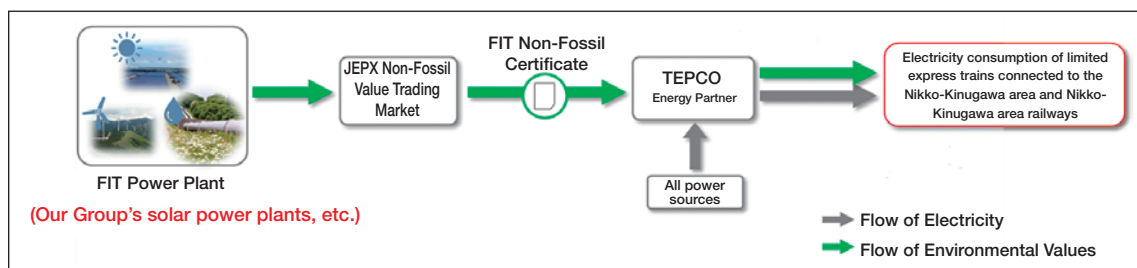 FIT Power Plant
(Our Group's solar power plants, etc.)
JEPX Non-Fossil
Value Trading
Market
FIT Non-Fossil
Certificate
TEPCO
Energy Partner
All power
sources
Electricity consumption of limited
express trains connected to the
Nikko-Kinugawa area and Nikko-
Kinugawa area railways
Flow of Electricity
Flow of Environmental Values